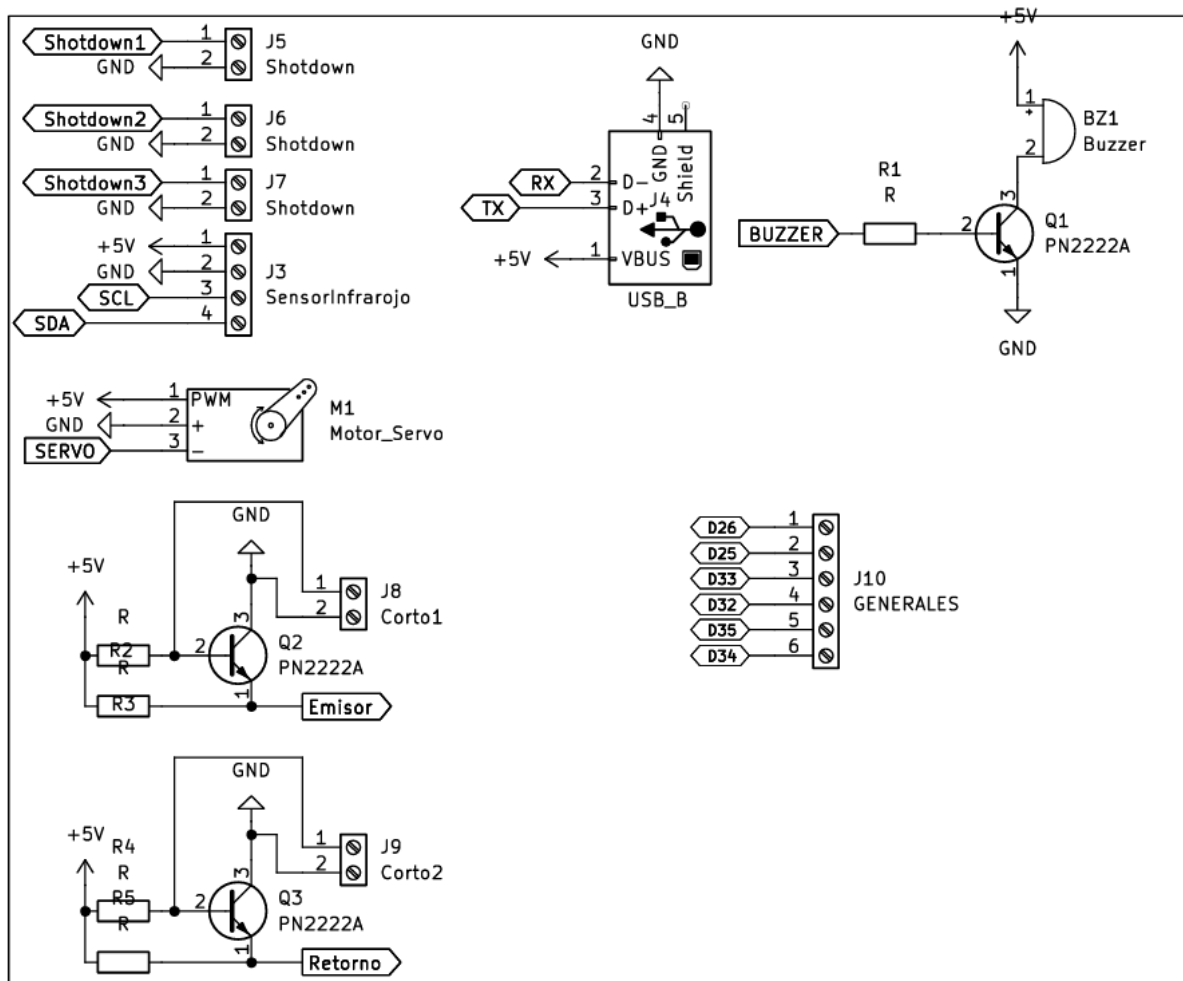 Shotdown1 1 J5
GND 2 Shotdown
Shotdown2 1 J6
GND 2 Shotdown
Shotdown3 1 J7
GND 2 Shotdown
+5V 1
GND 2 J3
SCL 3 SensorInfrarojo
SDA 4
+5V 1 PWM M1
GND 2 + Motor_Servo
SERVO 3 -
GND
4 5
GND Shield
RX 2 D-
J4
TX 3 D+
+5V 1 VBUS
USB_B
+5V
1 + BZ1
2 Buzzer
R1
R
3
BUZZER 2 Q1
PN2222A
1
GND
GND
+5V
1 J8
R
2 Corto1
3
R2 2 Q2
R PN2222A
1
R3 Emisor
D26 1
D25 2
D33 3 J10
D32 4 GENERALES
D35 5
D34 6
GND
+5V R4
1 J9
R 2 Corto2
3
R5 2 Q3
R PN2222A
1
Retorno